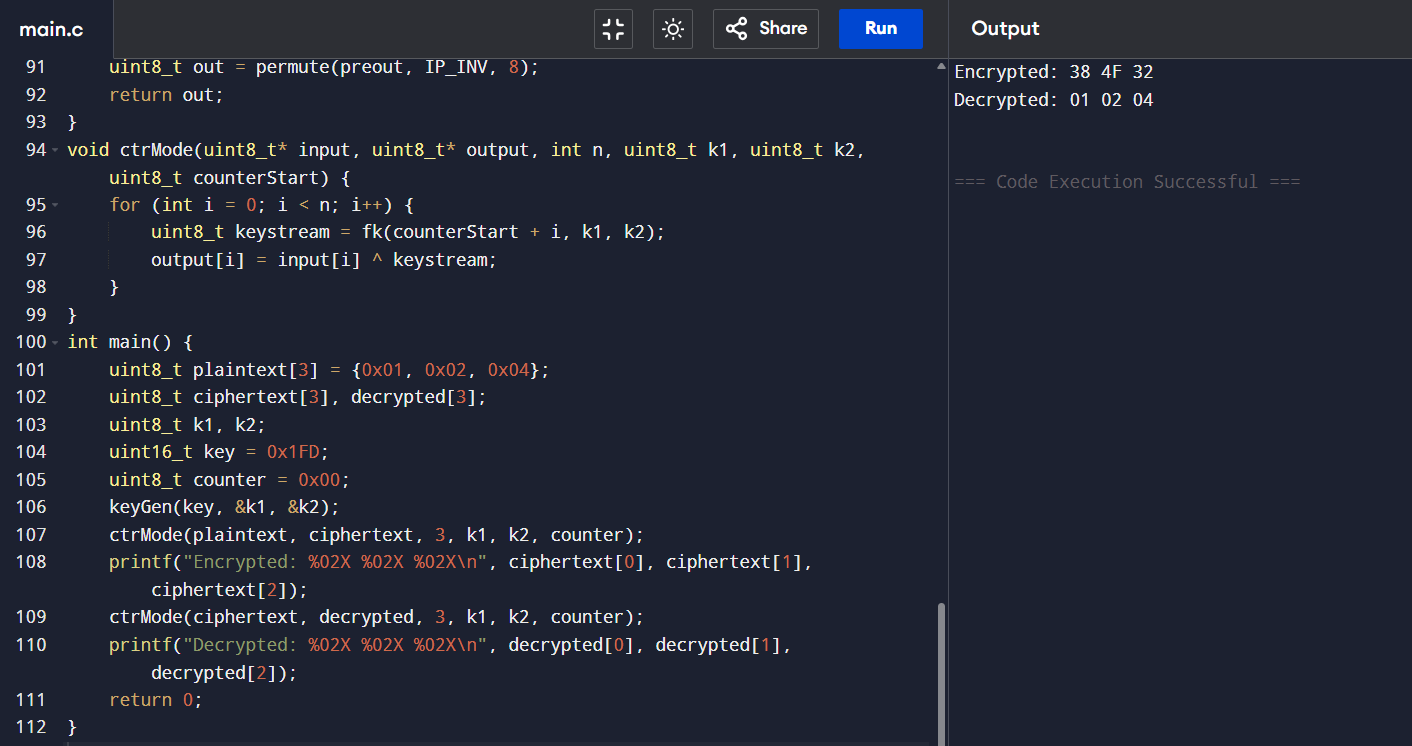 main.c
Share
Run
Output
91 uint8_t out = permute(preout, IP_INV, 8);
92 return out;
93 }
94 void ctrMode(uint8_t* input, uint8_t* output, int n, uint8_t k1, uint8_t k2,
uint8_t counterStart) {
95 for (int i = 0; i < n; i++) {
96 uint8_t keystream = fk(counterStart + i, k1, k2);
97 output[i] = input[i] ^ keystream;
98 }
99 }
100 int main() {
101 uint8_t plaintext[3] = {0x01, 0x02, 0x04};
102 uint8_t ciphertext[3], decrypted[3];
103 uint8_t k1, k2;
104 uint16_t key = 0x1FD;
105 uint8_t counter = 0x00;
106 keyGen(key, &k1, &k2);
107 ctrMode(plaintext, ciphertext, 3, k1, k2, counter);
108 printf("Encrypted: %02X %02X %02X\n", ciphertext[0], ciphertext[1],
ciphertext[2]);
109 ctrMode(ciphertext, decrypted, 3, k1, k2, counter);
110 printf("Decrypted: %02X %02X %02X\n", decrypted[0], decrypted[1],
decrypted[2]);
111 return 0;
112 }
Encrypted: 38 4F 32
Decrypted: 01 02 04
=== Code Execution Successful ===